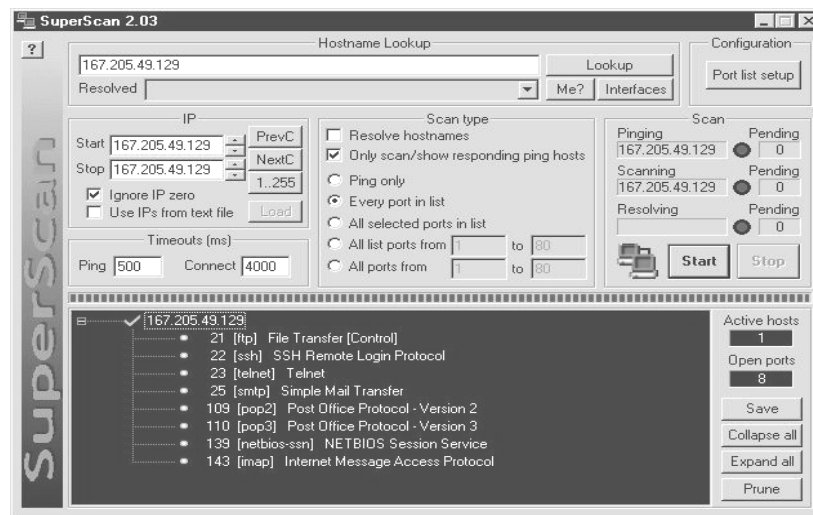 SuperScan 2.03
?
SuperScan
Hostname Lookup
167.205.49.129
Lookup
Resolved
Me?
Interfaces
Configuration
Port list setup
IP
Start 167.205.49.129
PrevC
Stop 167.205.49.129
NextC
1..255
Ignore IP zero
Use IPs from text file
Load
Timeouts (ms)
Ping 500 Connect 4000
Scan type
Resolve hostnames
Only scan/show responding ping hosts
Ping only
Every port in list
All selected ports in list
All list ports from 1 to 80
All ports from 1 to 80
Scan
Pinging Pending
167.205.49.129 0
Scanning Pending
167.205.49.129 0
Resolving Pending
0
Start Stop
167.205.49.129
21 [ftp] File Transfer [Control]
22 [ssh] SSH Remote Login Protocol
23 [telnet] Telnet
25 [smtp] Simple Mail Transfer
109 [pop2] Post Office Protocol - Version 2
110 [pop3] Post Office Protocol - Version 3
139 [netbios-ssn] NETBIOS Session Service
143 [imap] Internet Message Access Protocol
Active hosts
1
Open ports
8
Save
Collapse all
Expand all
Prune